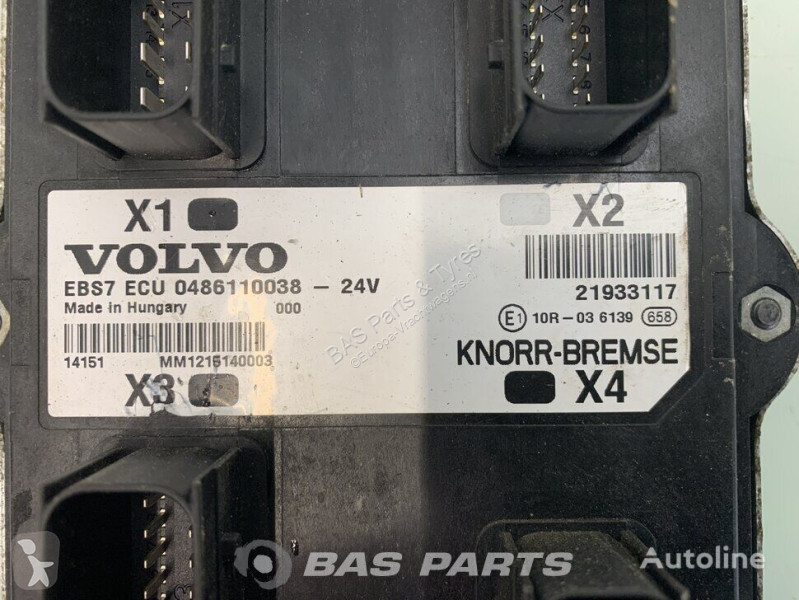 X1
X2
VOLVO
EBS7 ECU 0486110038 - 24V
Made in Hungary 000
21933117
E1 10R-03 6139 658
14151 MM1215140003
KNORR-BREMSE
X3
X4
BAS Parts & Tyres
BAS PARTS
Autoline